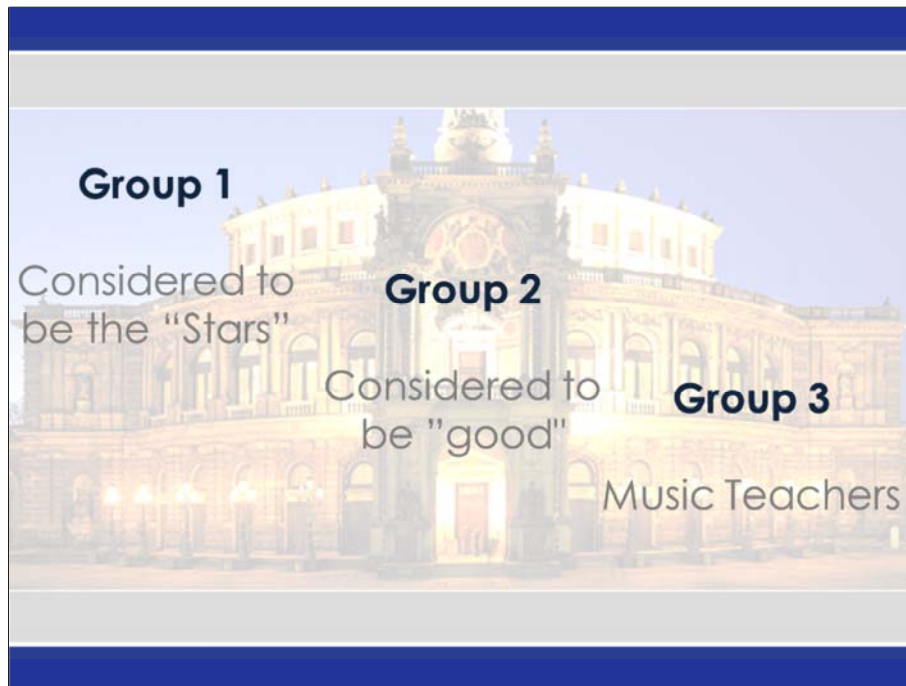 Group 1
Considered to
be the “Stars”
Group 2
Considered to
be ”good"
Group 3
Music Teachers